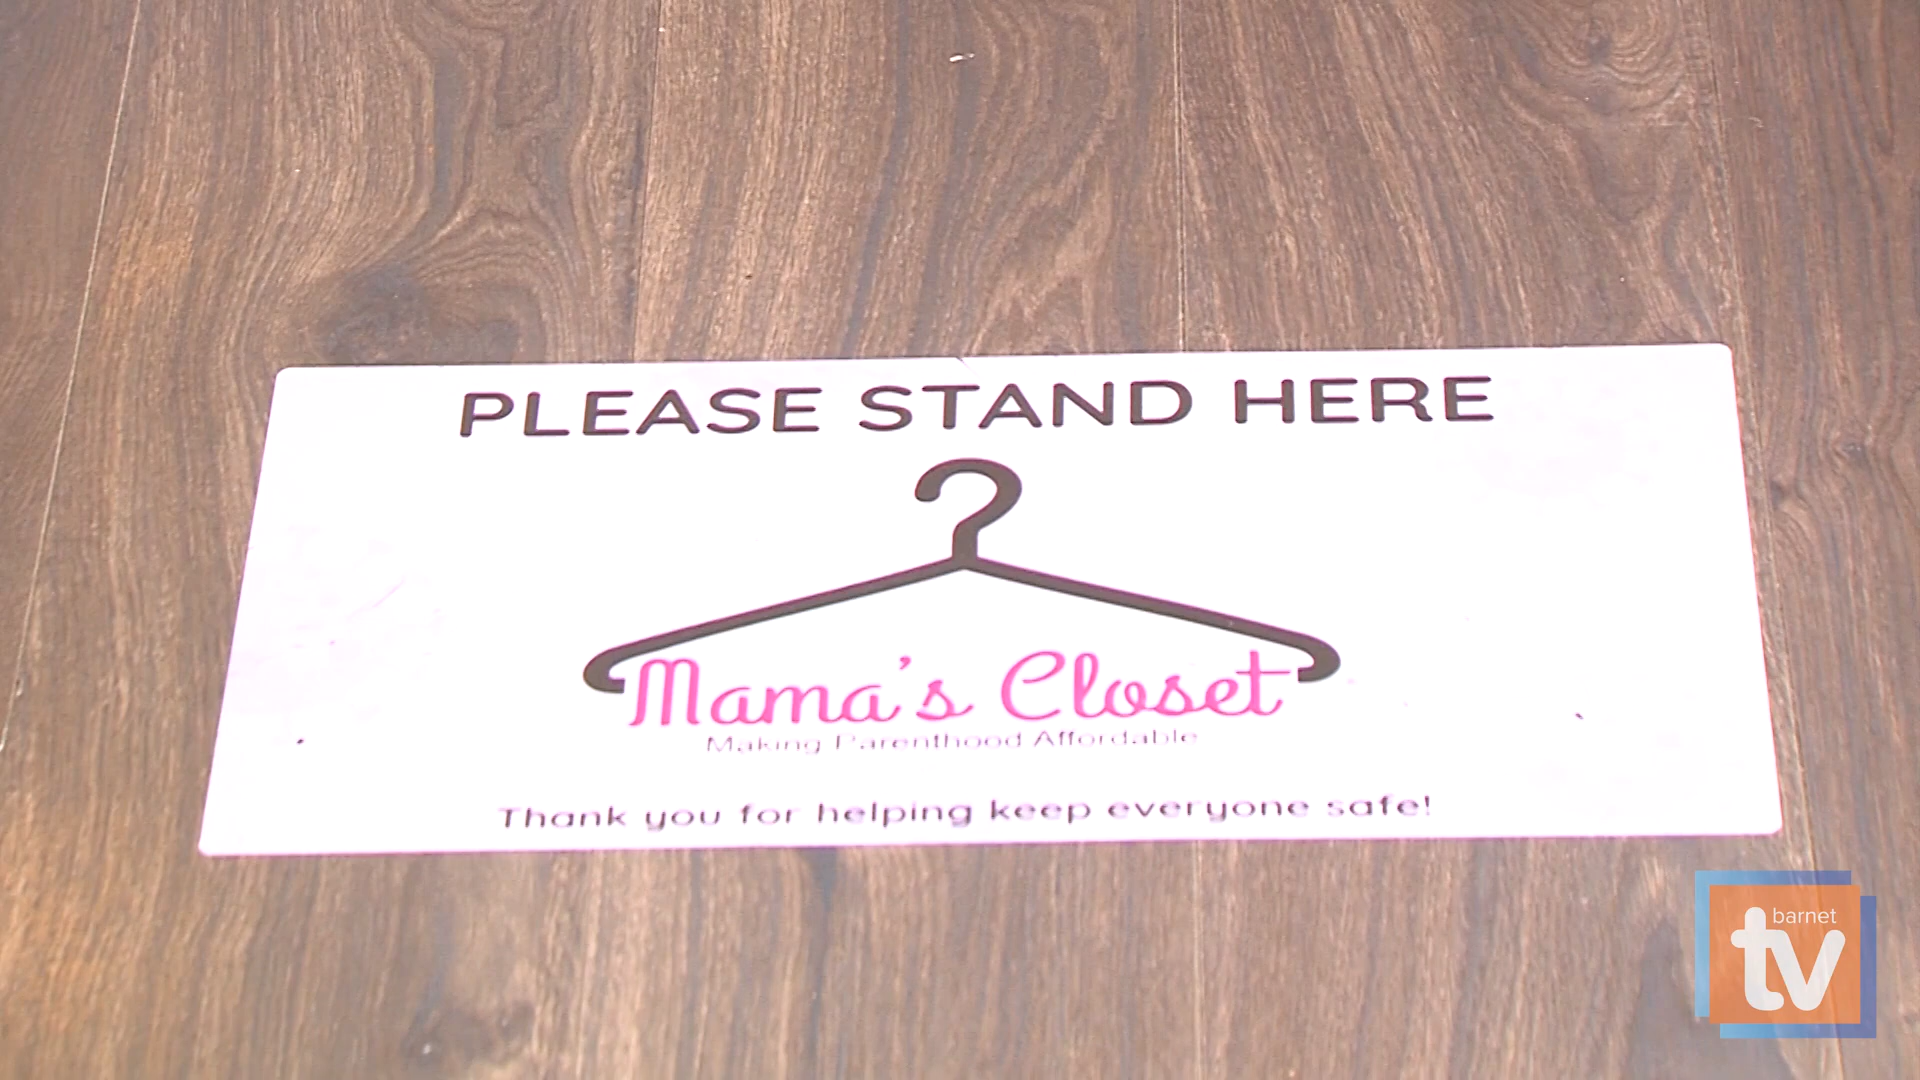 PLEASE STAND HERE
Mama's Closet
Making Parenthood Affordable
Thank you for helping keep everyone safe!
barnet
tv